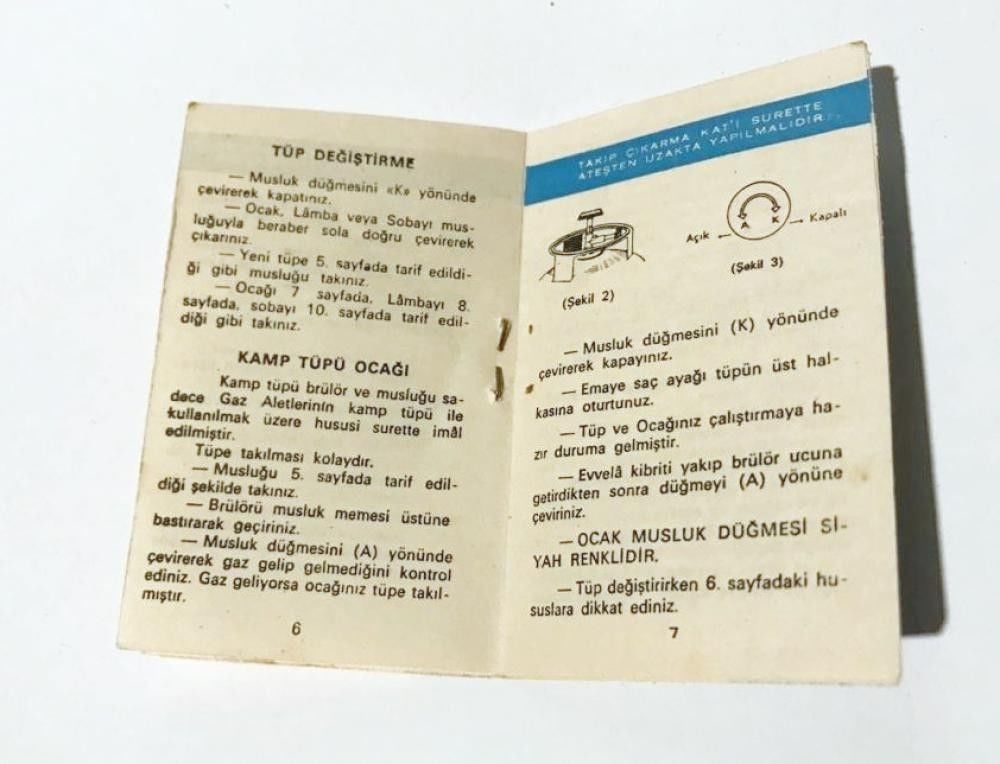 TÜP DEĞİŞTİRME
— Musluk düğmesini «K» yönünde
çevirerek kapatınız.
— Ocak, Lâmba veya Sobayı mus-
luğuyla beraber sola doğru çevirerek
çıkarınız.
— Yeni tüpe 5. sayfada tarif edildi-
ği gibi musluğu takınız.
— Ocağı 7 sayfada, Lâmbayı 8.
sayfada, sobayı 10. sayfada tarif edil-
diği gibi takınız.
KAMP TÜPÜ OCAĞI
Kamp tüpü brülör ve musluğu sa-
dece Gaz Aletlerinin kamp tüpü ile
kullanılmak üzere hususi surette imâl
edilmiştir.
Tüpe takılması kolaydır.
— Musluğu 5. sayfada tarif edil-
diği şekilde takınız.
— Brülörü musluk memesi üstüne
bastırarak geçiriniz.
— Musluk düğmesini (A) yönünde
çevirerek gaz gelip gelmediğini kontrol
ediniz. Gaz geliyorsa ocağınız tüpe takıl-
mıştır.
6
TAKIP ÇIKARMA KAT'İ SURETTE
ATEŞTEN UZAKTA YAPILMALIDIR.
A K
Açık
Kapalı
(Şekil 2)
(Şekil 3)
— Musluk düğmesini (K) yönünde
çevirerek kapayınız.
— Emaye saç ayağı tüpün üst hal-
kasına oturtunuz.
— Tüp ve Ocağınız çalıştırmaya ha-
zır duruma gelmiştir.
— Evvelâ kibriti yakıp brülör ucuna
getirdikten sonra düğmeyi (A) yönüne
çeviriniz.
— OCAK MUSLUK DÜĞMESİ Sİ-
YAH RENKLİDİR.
— Tüp değiştirirken 6. sayfadaki hu-
suslara dikkat ediniz.
7